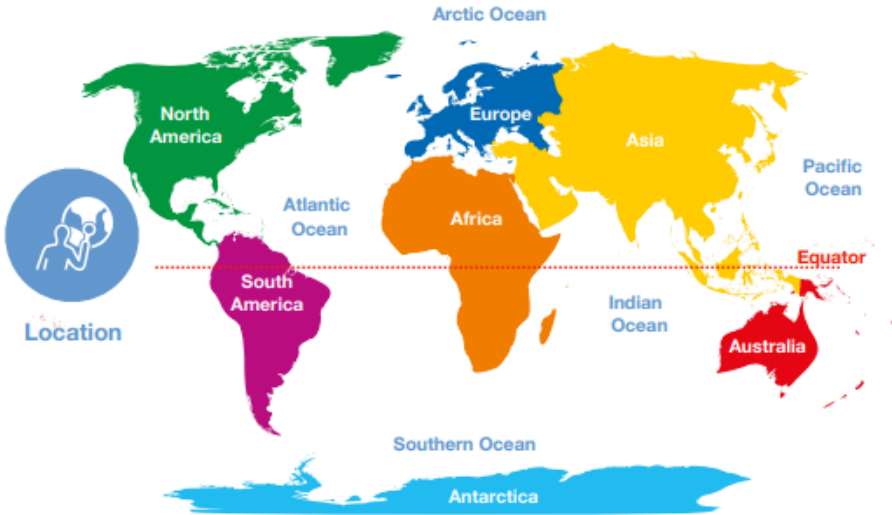 Arctic Ocean
North
America
Europe
Asia
Pacific
Ocean
Atlantic
Ocean
Africa
Equator
South
America
Indian
Ocean
Location
Australia
Southern Ocean
Antarctica